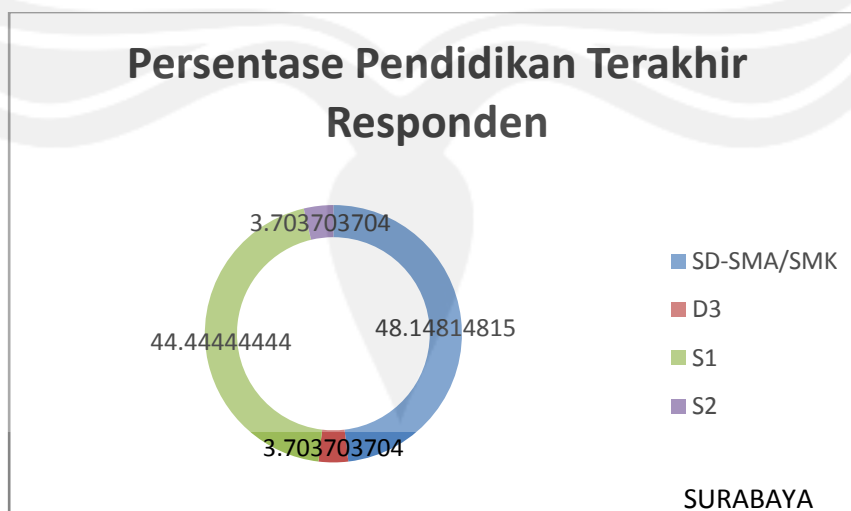 Persentase Pendidikan Terakhir
Responden
3.703703704
SD-SMA/SMK
D3
44.44444444
48.14814815
S1
S2
3.703703704
SURABAYA